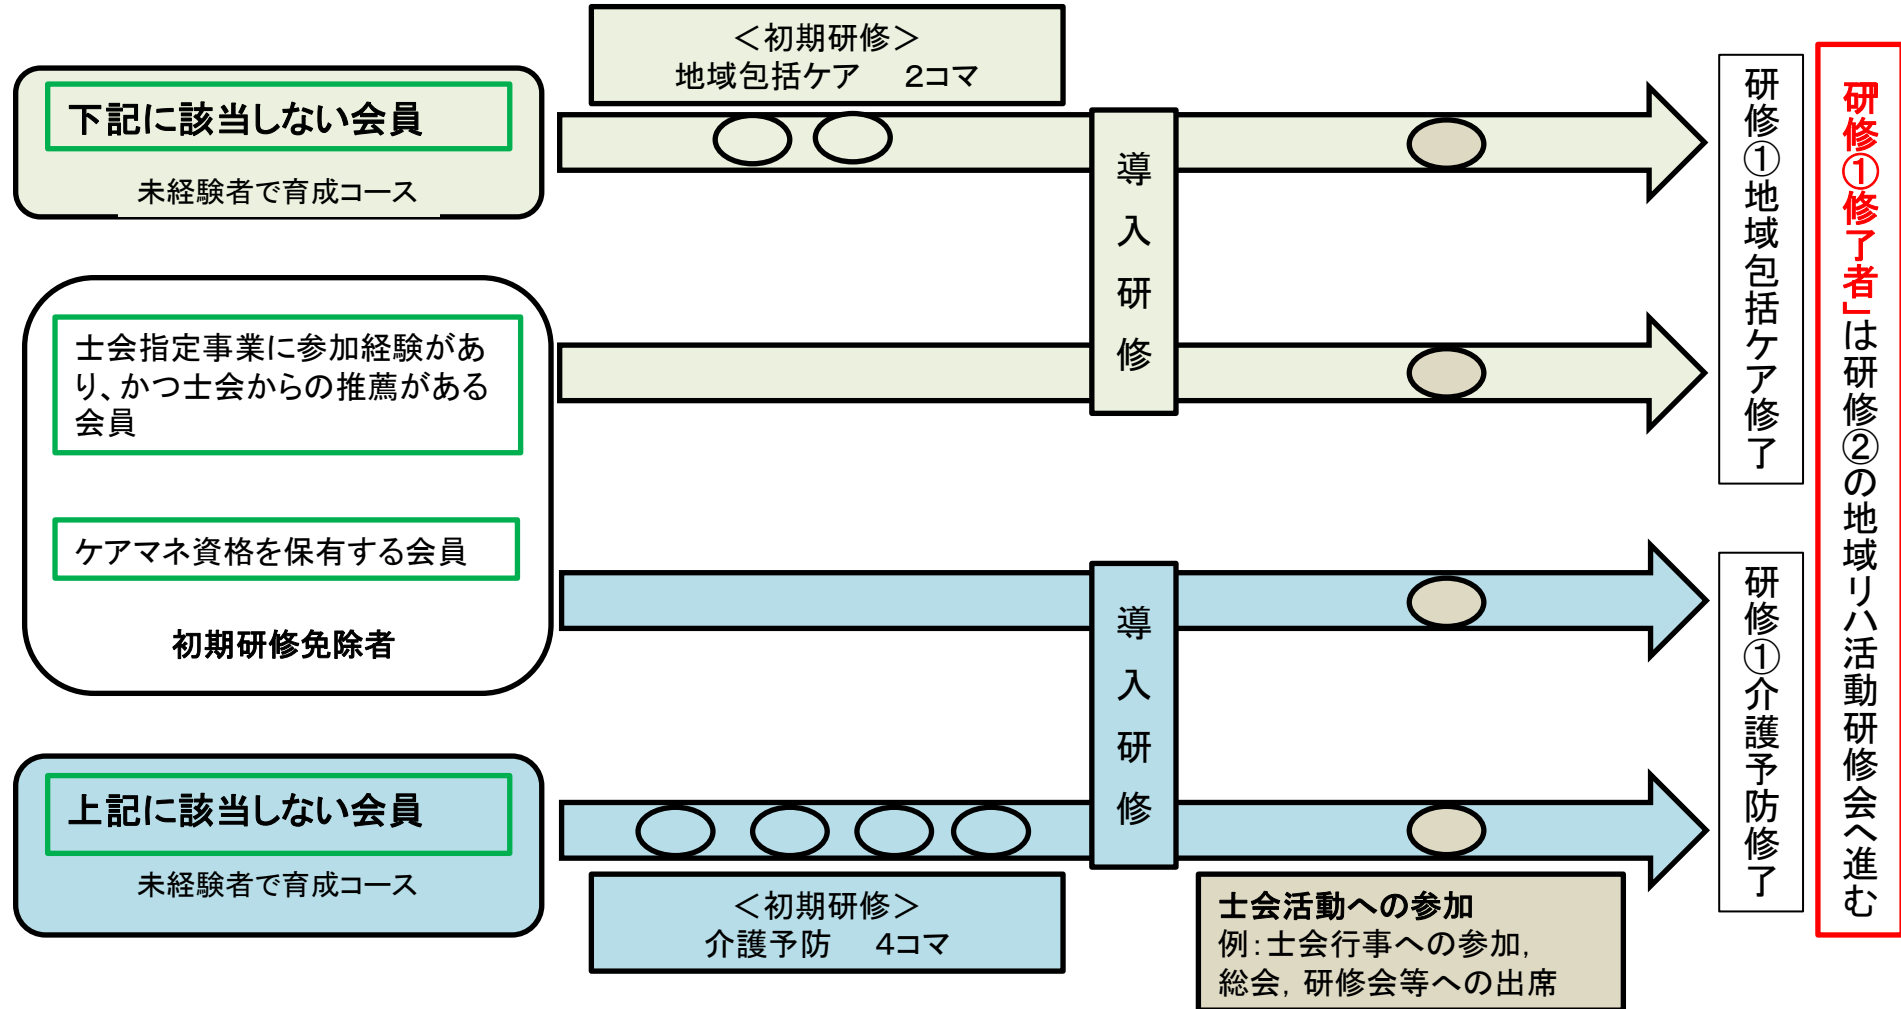 ＜初期研修＞
地域包括ケア　2コマ
下記に該当しない会員
未経験者で育成コース
導入研修
士会指定事業に参加経験があ
り、かつ士会からの推薦がある
会員
ケアマネ資格を保有する会員
初期研修免除者
導入研修
上記に該当しない会員
未経験者で育成コース
＜初期研修＞
介護予防　4コマ
士会活動への参加
例：士会行事への参加，
総会，研修会等への出席
研修①地域包括ケア修了
研修①介護予防修了
研修①修了者」は研修②の地域リハ活動研修会へ進む